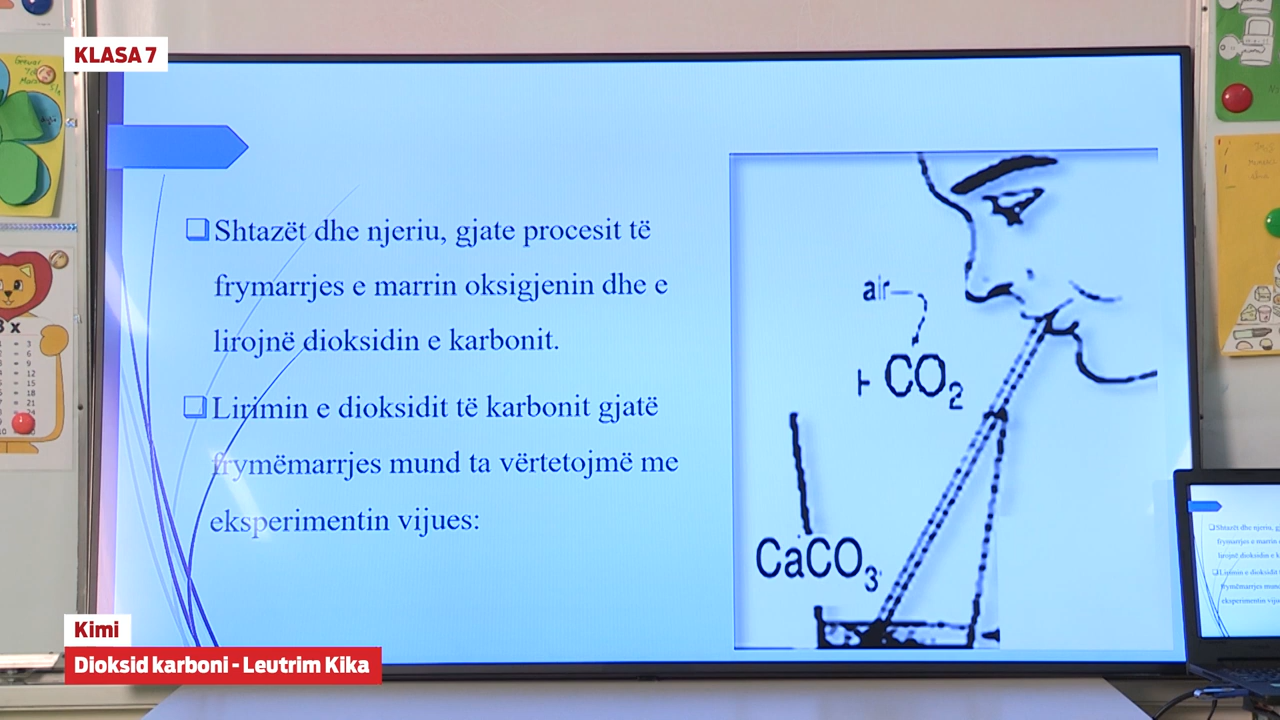 KLASA 7
Shtazët dhe njeriu, gjate procesit të
frymarrjes e marrin oksigjenin dhe e
lirojnë dioksidin e karbonit.
Lirimin e dioksidit të karbonit gjatë
frymëmarrjes mund ta vërtetojmë me
eksperimentin vijues:
air
+ CO₂
CaCO₃
Kimi
Dioksid karboni - Leutrim Kika